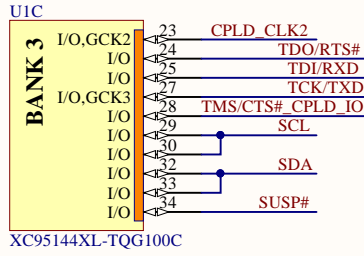 U1C
BANK 3
I/O,GCK2 23 CPLD_CLK2
I/O 24 TDO/RTS#
I/O 25 TDI/RXD
I/O,GCK3 27 TCK/TXD
I/O 28 TMS/CTS#_CPLD_IO
I/O 29 SCL
I/O 30
I/O 32 SDA
I/O 33
I/O 34 SUSP#
XC95144XL-TQG100C